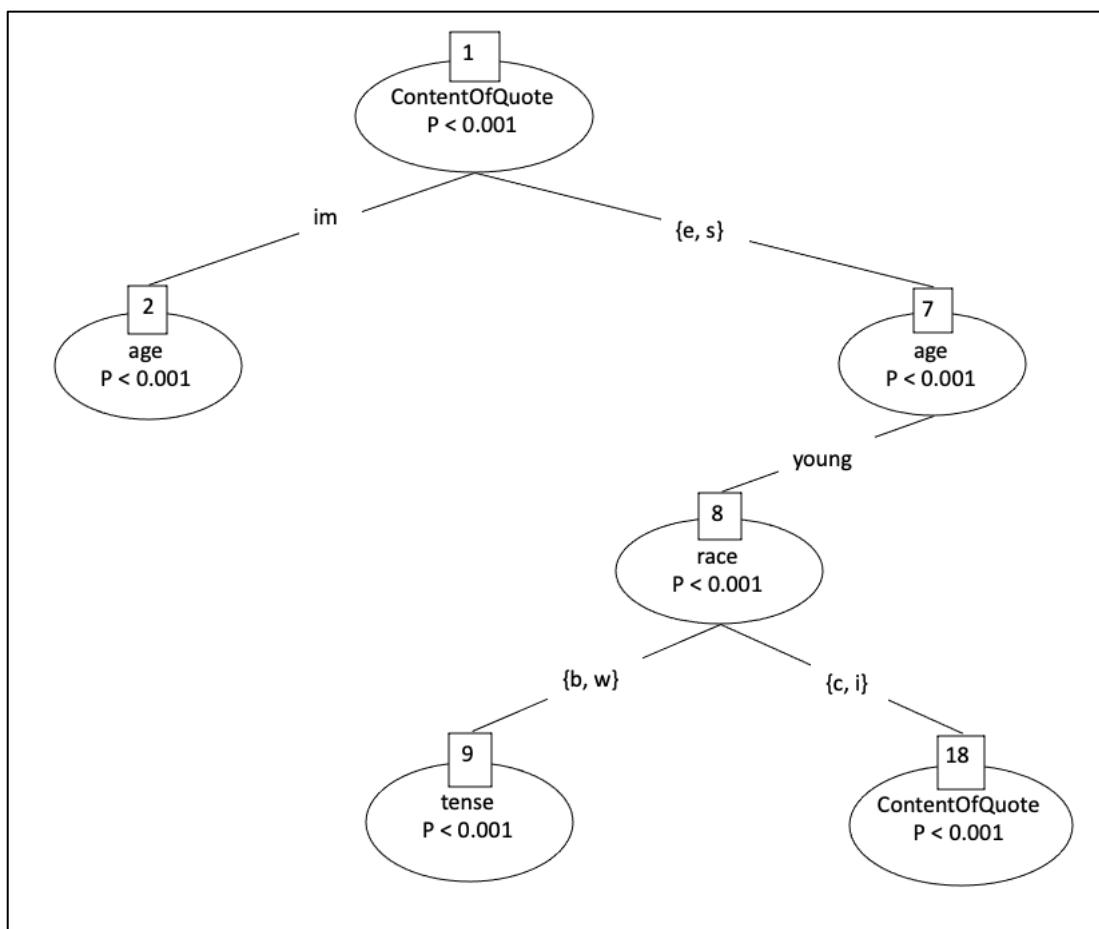 1
ContentOfQuote
P < 0.001
im
{e, s}
2
age
P < 0.001
7
age
P < 0.001
young
8
race
P < 0.001
{b, w}
{c, i}
9
tense
P < 0.001
18
ContentOfQuote
P < 0.001